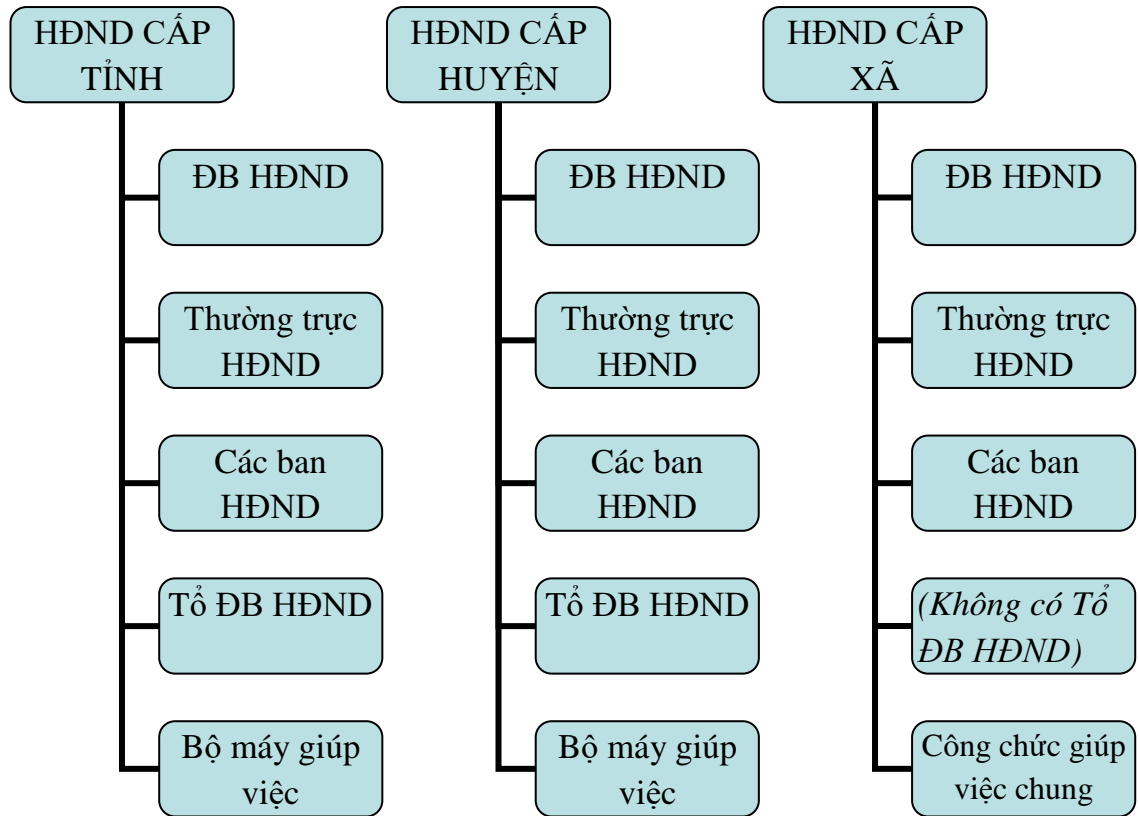 HĐND CẤP
TỈNH
ĐB HĐND
Thường trực
HĐND
Các ban
HĐND
Tổ ĐB HĐND
Bộ máy giúp
việc
HĐND CẤP
HUYỆN
ĐB HĐND
Thường trực
HĐND
Các ban
HĐND
Tổ ĐB HĐND
Bộ máy giúp
việc
HĐND CẤP
XÃ
ĐB HĐND
Thường trực
HĐND
Các ban
HĐND
(Không có Tổ
ĐB HĐND)
Công chức giúp
việc chung